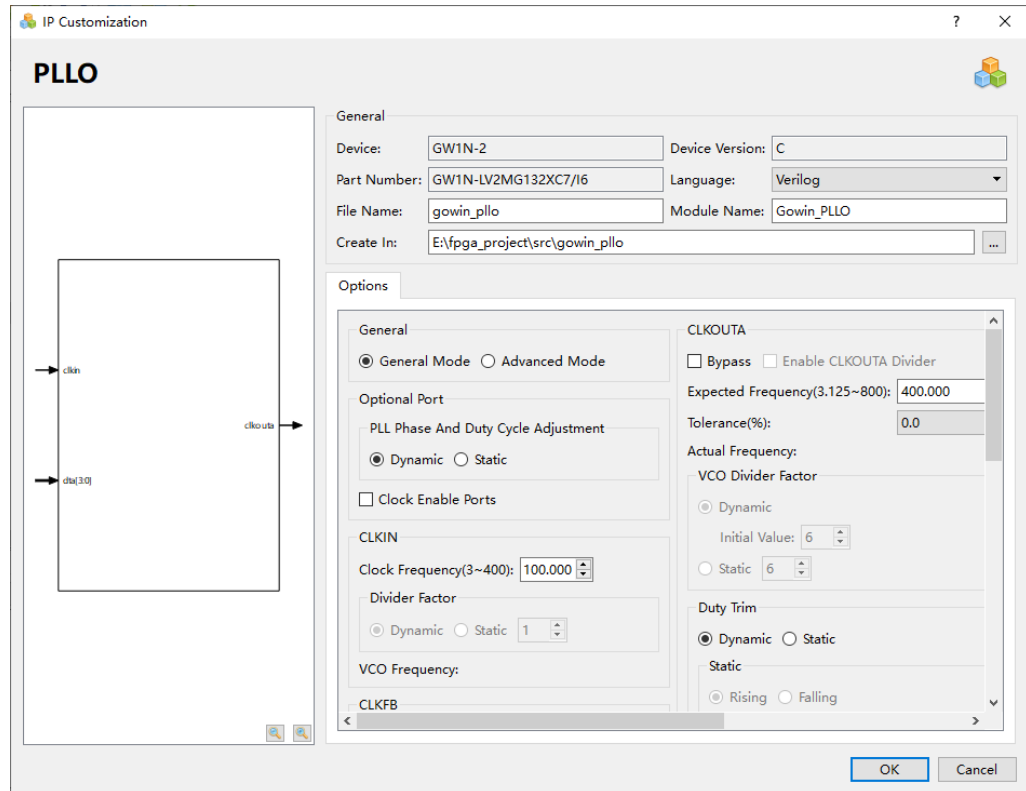 IP Customization
?
PLLO
General
Device:
GW1N-2
Device Version:
C
Part Number:
GW1N-LV2MG132XC7/I6
Language:
Verilog
File Name:
gowin_pllo
Module Name:
Gowin_PLLO
Create In:
E:\fpga_project\src\gowin_pllo
...
clkin
clkouta
dta[3:0]
Options
General
General Mode
Advanced Mode
Optional Port
PLL Phase And Duty Cycle Adjustment
Dynamic
Static
Clock Enable Ports
CLKIN
Clock Frequency(3~400):
100.000
Divider Factor
Dynamic
Static
1
VCO Frequency:
CLKFB
CLKOUTA
Bypass
Enable CLKOUTA Divider
Expected Frequency(3.125~800):
400.000
Tolerance(%):
0.0
Actual Frequency:
VCO Divider Factor
Dynamic
Initial Value:
6
Static
6
Duty Trim
Dynamic
Static
Static
Rising
Falling
OK
Cancel